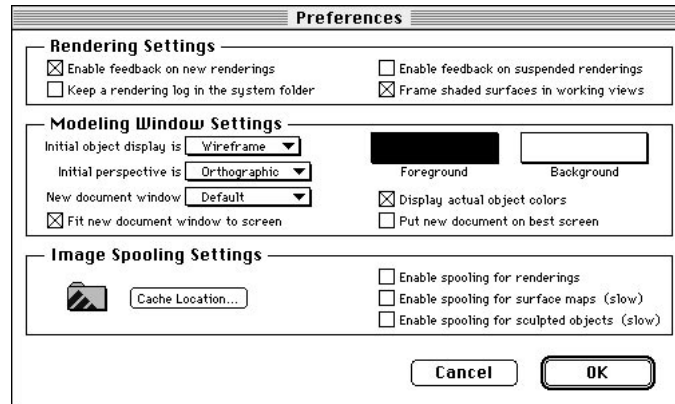 Preferences
Rendering Settings
Enable feedback on new renderings
Enable feedback on suspended renderings
Keep a rendering log in the system folder
Frame shaded surfaces in working views
Modeling Window Settings
Initial object display is Wireframe
Initial perspective is Orthographic
New document window Default
Fit new document window to screen
Foreground
Background
Display actual object colors
Put new document on best screen
Image Spooling Settings
Cache Location...
Enable spooling for renderings
Enable spooling for surface maps (slow)
Enable spooling for sculpted objects (slow)
Cancel
OK